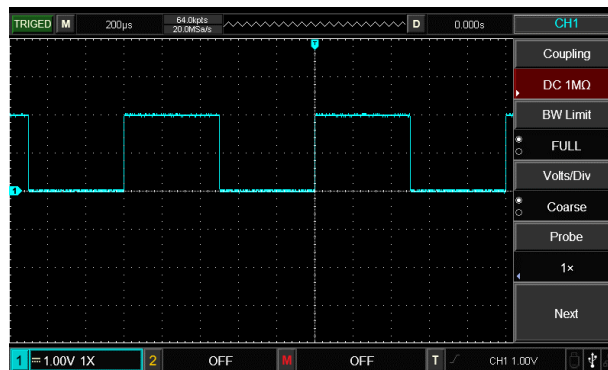 TRIGED M 200µs 64.0kpts D 0.000s CH1
20.0MSa/s
T
Coupling
DC 1MΩ
BW Limit
FULL
Volts/Div
1
Coarse
Probe
1×
Next
1 1.00V 1X 2 OFF M OFF T CH1 1.00V